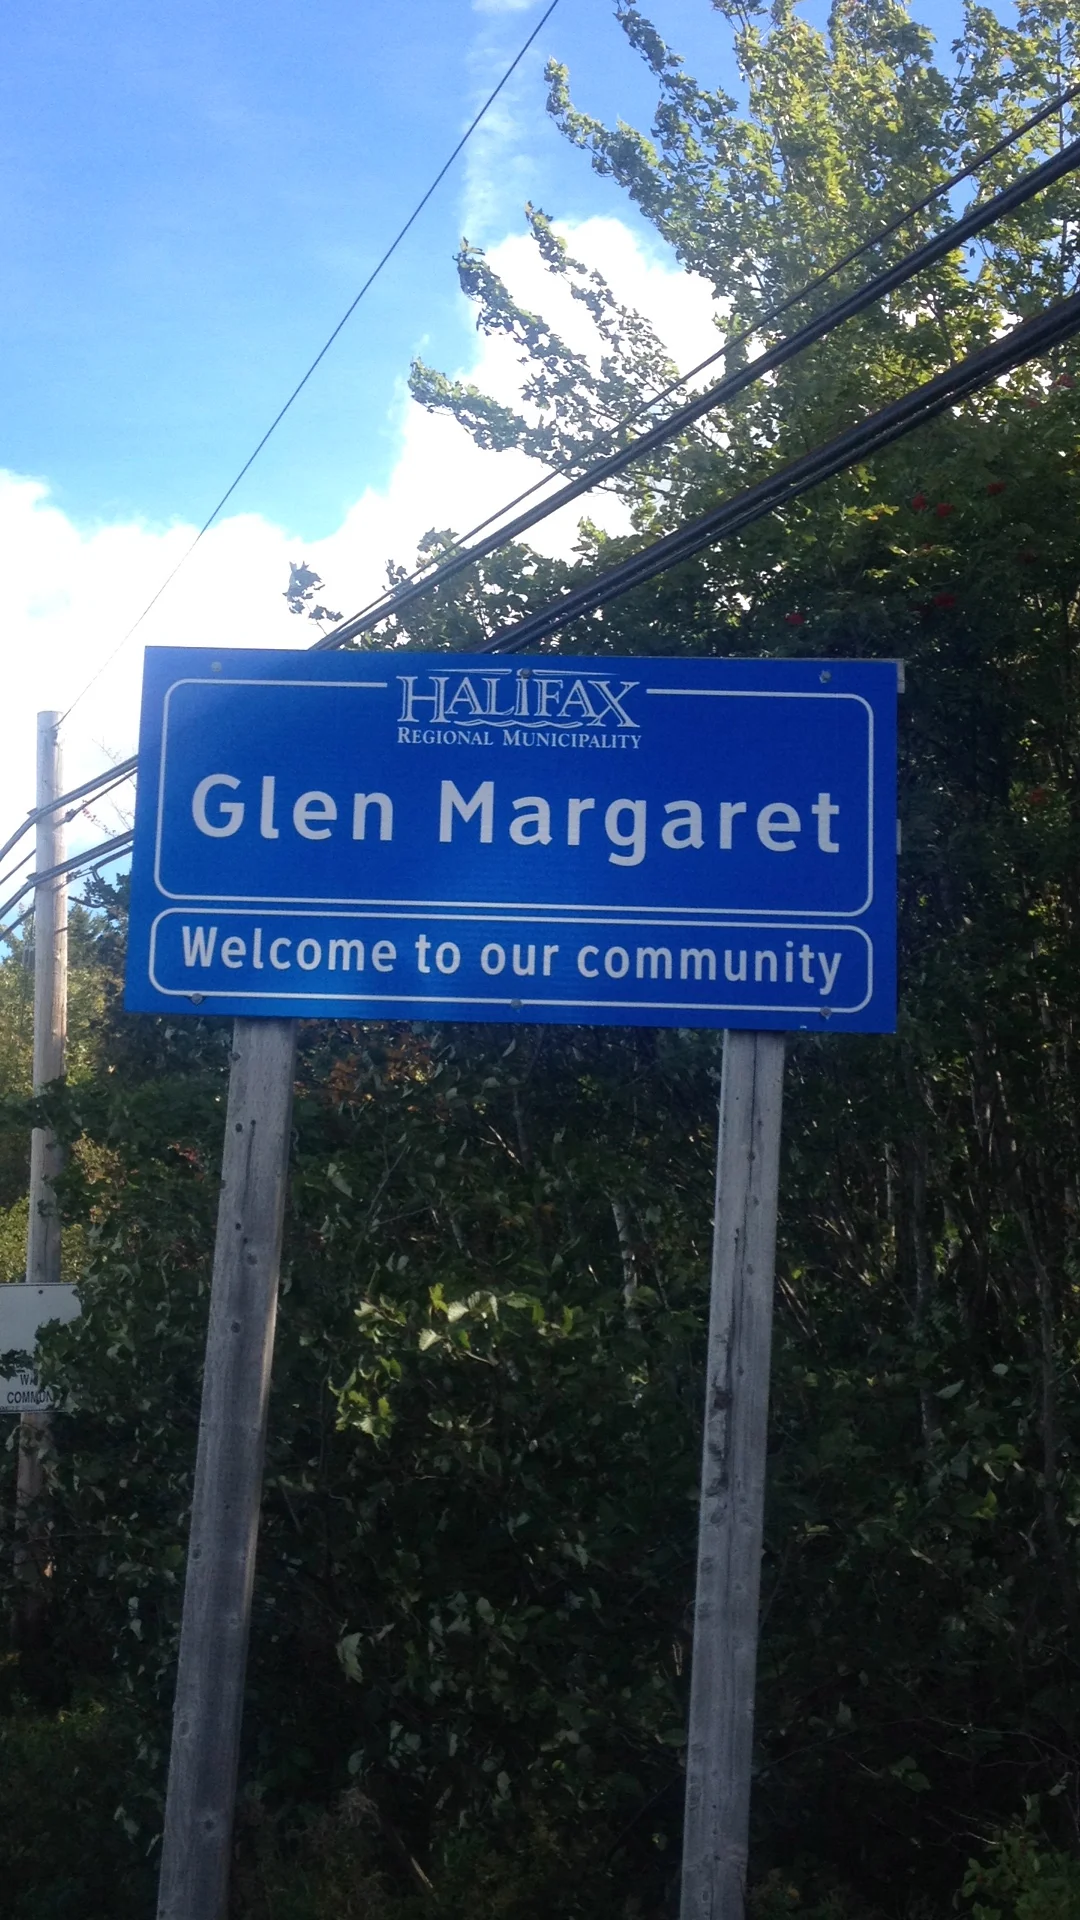 HALIFAX
REGIONAL MUNICIPALITY
Glen Margaret
Welcome to our community